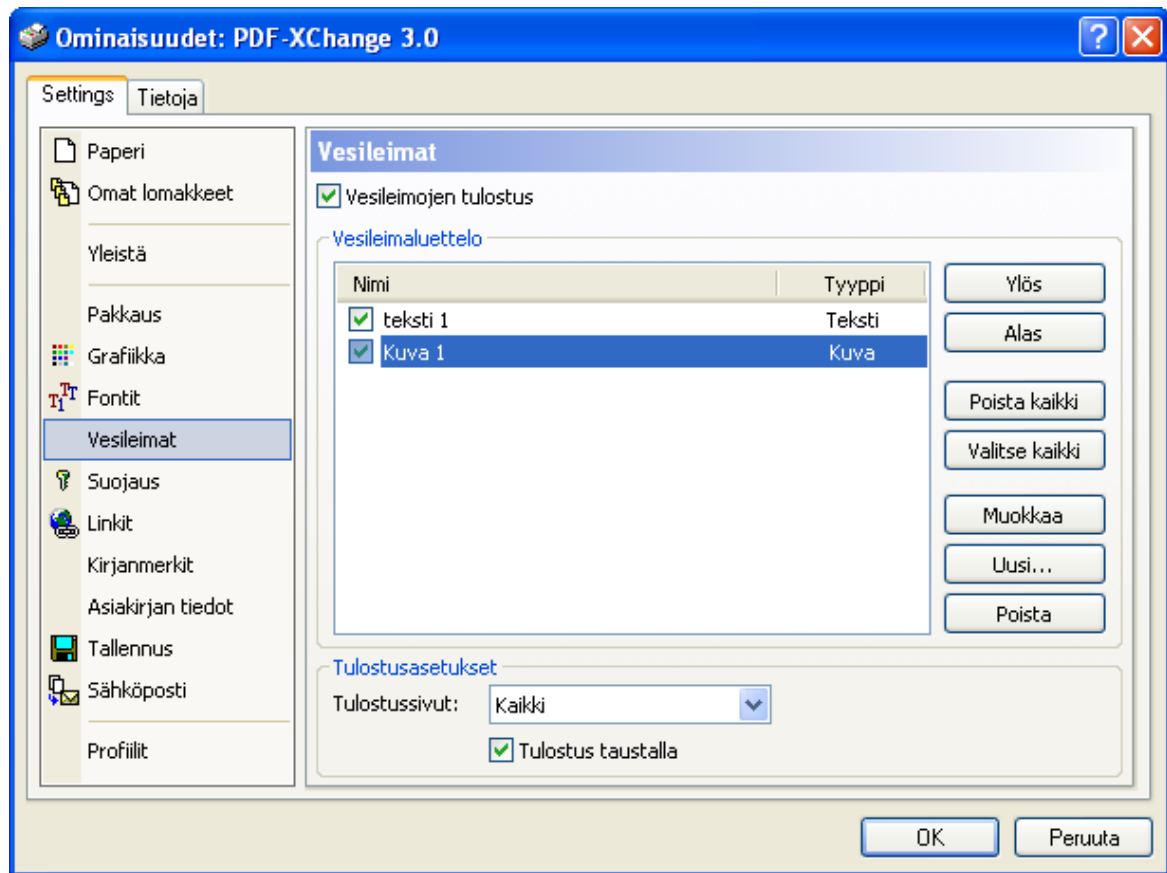 Ominaisuudet: PDF-XChange 3.0
Settings
Tietoja
Paperi
Omat lomakkeet
Yleistä
Pakkaus
Grafiikka
Fontit
Vesileimat
Suojaus
Linkit
Kirjanmerkit
Asiakirjan tiedot
Tallennus
Sähköposti
Profiilit
Vesileimat
Vesileimojen tulostus
Vesileimaluettelo
Nimi Tyyppi
teksti 1 Teksti
Kuva 1 Kuva
Ylös
Alas
Poista kaikki
Valitse kaikki
Muokkaa
Uusi...
Poista
Tulostusasetukset
Tulostussivut: Kaikki
Tulostus taustalla
OK
Peruuta